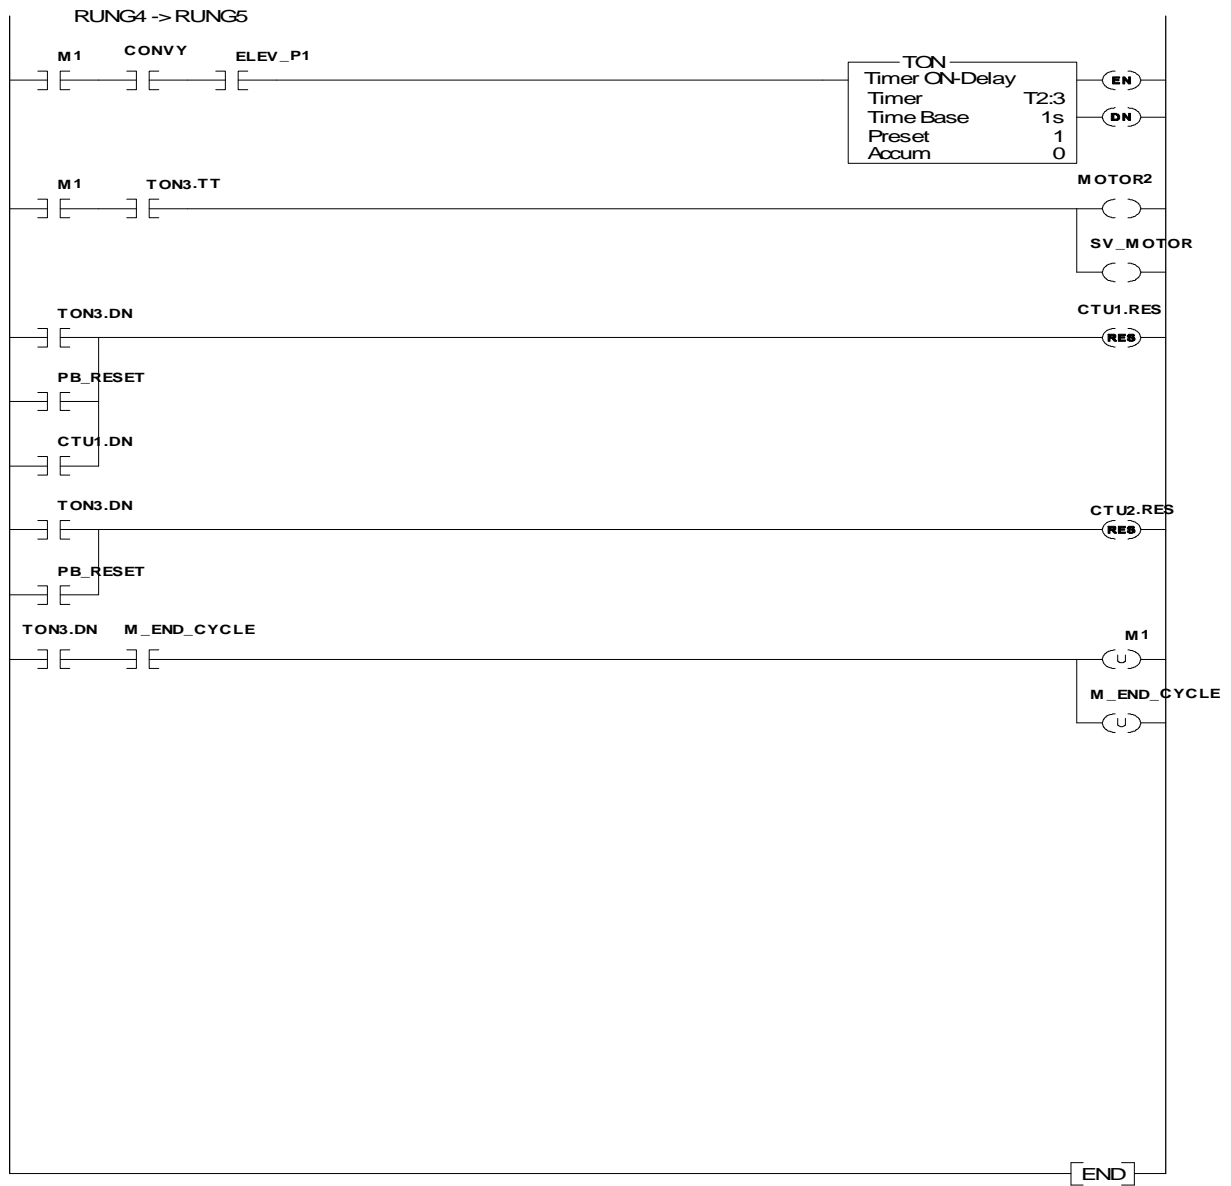 RUNG4 -> RUNG5
M1 CONVY ELEV_P1
TON
Timer ON-Delay
Timer T2:3
Time Base 1s
Preset 1
Accum 0
EN
DN
M1 TON3.TT MOTOR2
SV_MOTOR
TON3.DN CTU1.RES
RES
PB_RESET
CTU1.DN
TON3.DN CTU2.RES
RES
PB_RESET
TON3.DN M_END_CYCLE M1
U
M_END_CYCLE
U
END